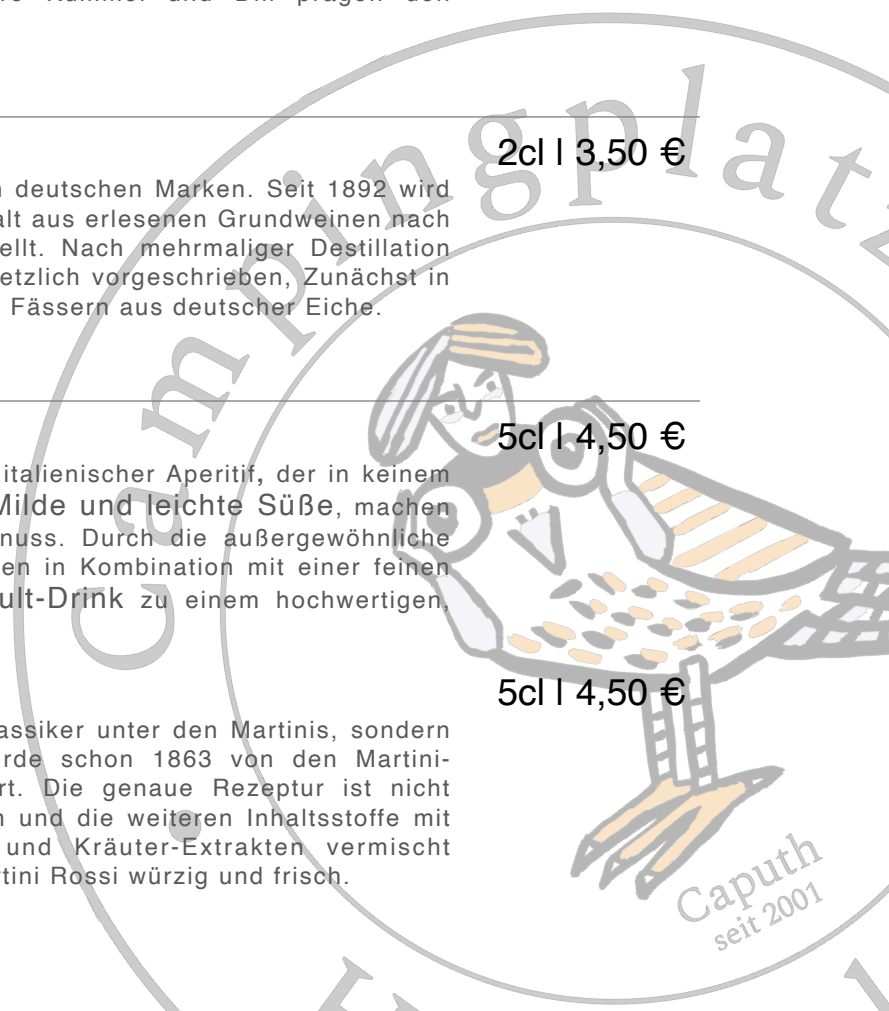 2cl l 3,50 €
deutschen Marken. Seit 1892 wird
alt aus erlesenen Grundweinen nach
ellt. Nach mehrmaliger Destillation
etzlich vorgeschrieben, Zunächst in
Fässern aus deutscher Eiche.
5cl l 4,50 €
italienischer Aperitif, der in keinem
Milde und leichte Süße, machen
nuss. Durch die außergewöhnliche
en in Kombination mit einer feinen
ult-Drink zu einem hochwertigen,
5cl l 4,50 €
assiker unter den Martinis, sondern
rde schon 1863 von den Martini-
rt. Die genaue Rezeptur ist nicht
n und die weiteren Inhaltsstoffe mit
und Kräuter-Extrakten vermischt
rtini Rossi würzig und frisch.
Campingplatz
Caputh
seit 2001